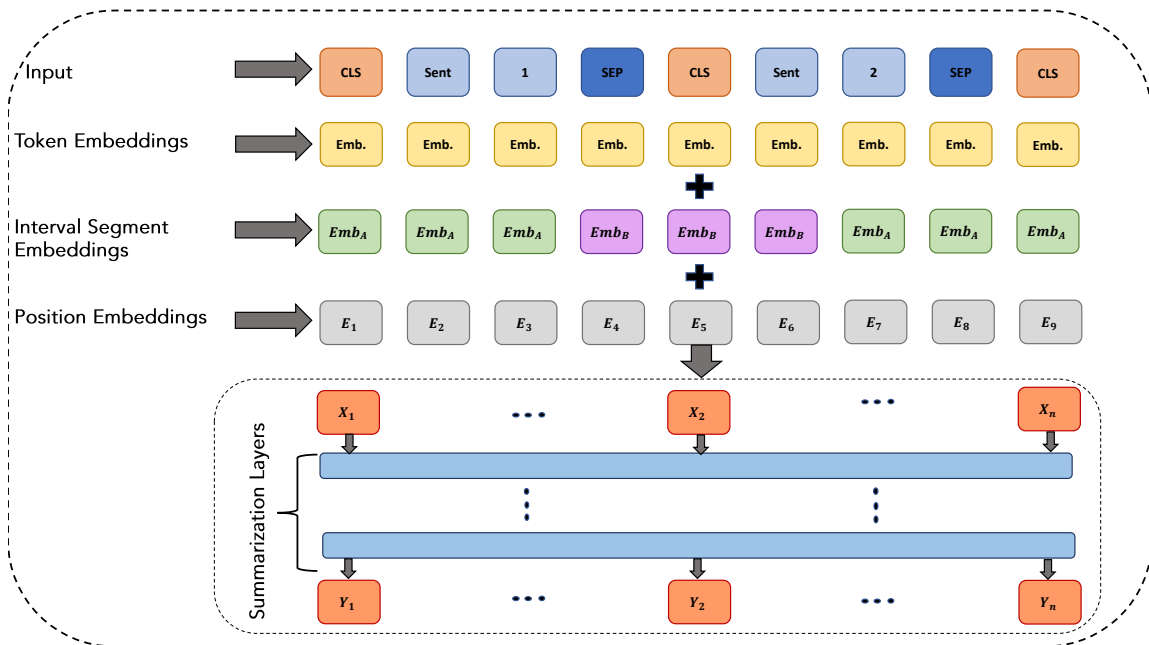 Input CLS Sent 1 SEP CLS Sent 2 SEP CLS
Token Embeddings Emb. Emb. Emb. Emb. Emb. Emb. Emb. Emb. Emb.
Interval Segment
Embeddings
Emb_A Emb_A Emb_A Emb_B Emb_B Emb_B Emb_A Emb_A Emb_A
Position Embeddings E_1 E_2 E_3 E_4 E_5 E_6 E_7 E_8 E_9
Summarization Layers
X_1 X_2 X_n
Y_1 Y_2 Y_n